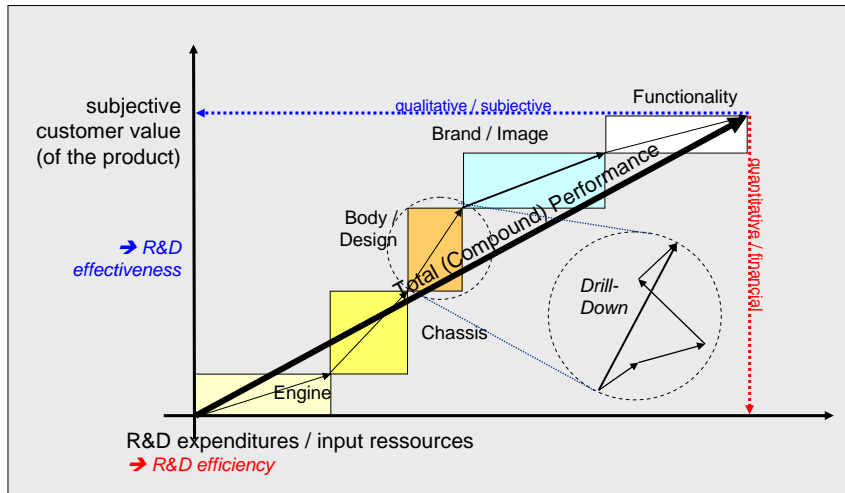 subjective
customer value
(of the product)
➔ R&D
effectiveness
qualitative / subjective
Functionality
Brand / Image
Body /
Design
Total (Compound) Performance
quantitative / financial
Drill-
Down
Chassis
Engine
R&D expenditures / input ressources
➔ R&D efficiency